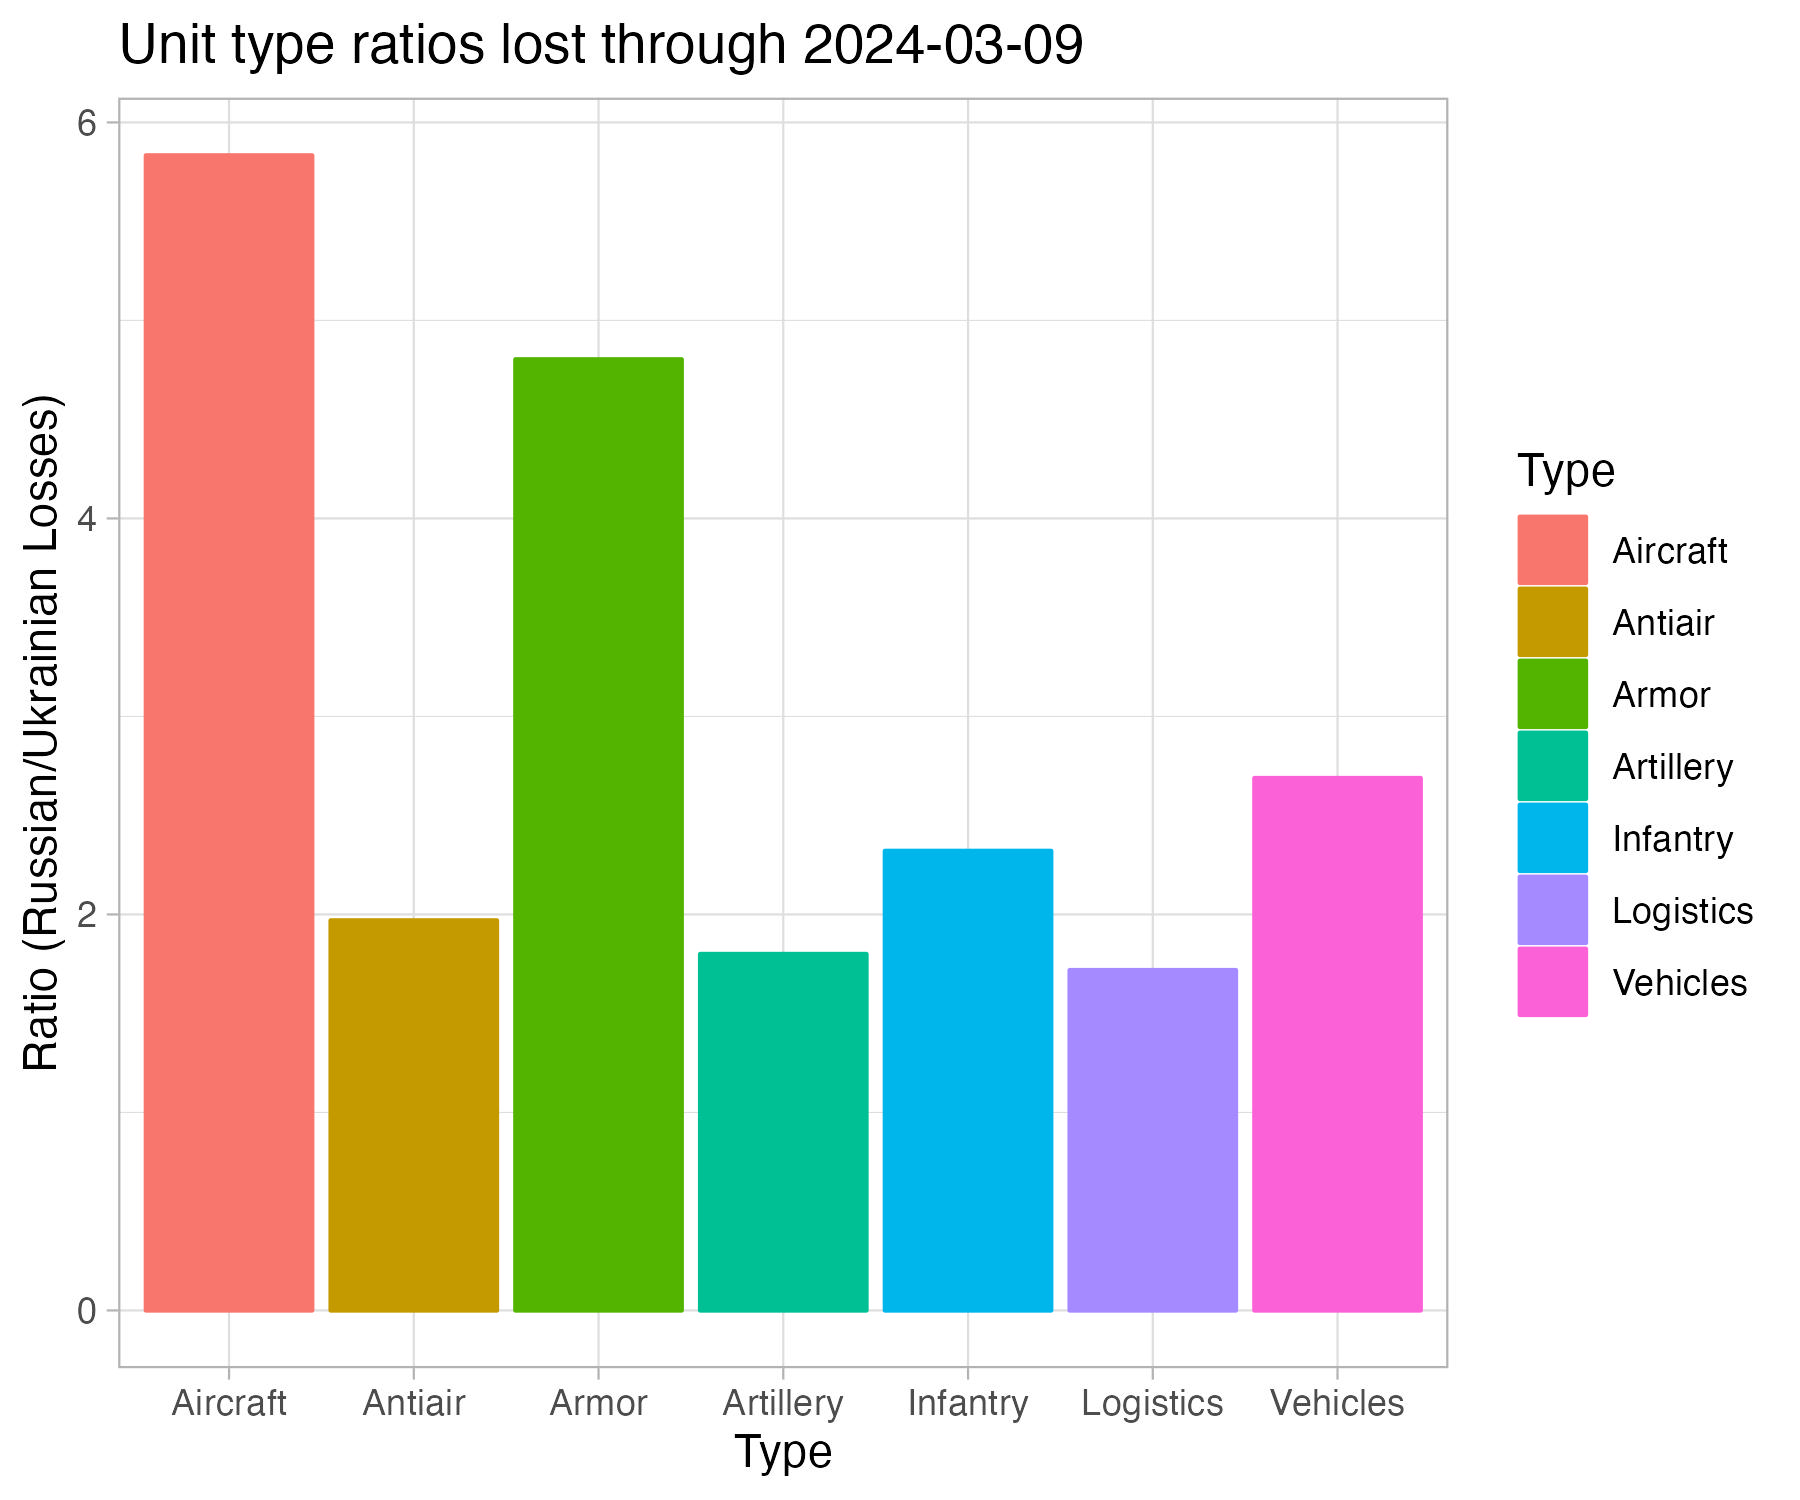 Unit type ratios lost through 2024-03-09
Ratio (Russian/Ukrainian Losses)
6
4
2
0
Aircraft
Antiair
Armor
Artillery
Infantry
Logistics
Vehicles
Type
Type
Aircraft
Antiair
Armor
Artillery
Infantry
Logistics
Vehicles